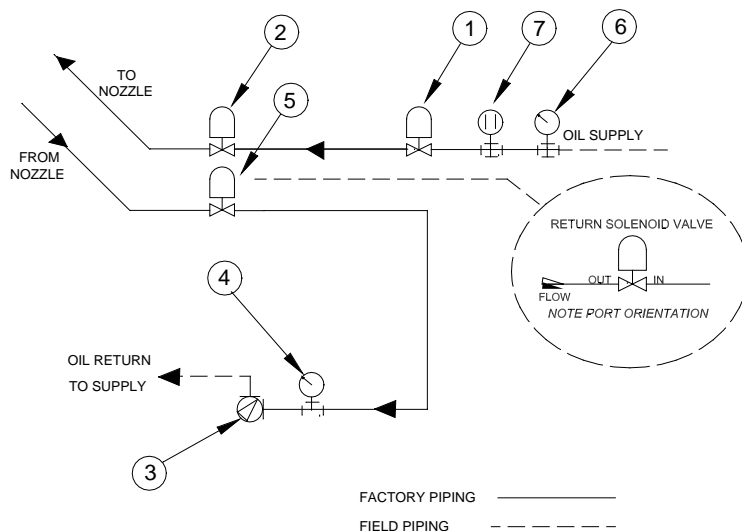 2
1
7
6
TO
NOZZLE
5
OIL SUPPLY
FROM
NOZZLE
RETURN SOLENOID VALVE
4
OUT
IN
FLOW
NOTE PORT ORIENTATION
OIL RETURN
TO SUPPLY
3
FACTORY PIPING
FIELD PIPING